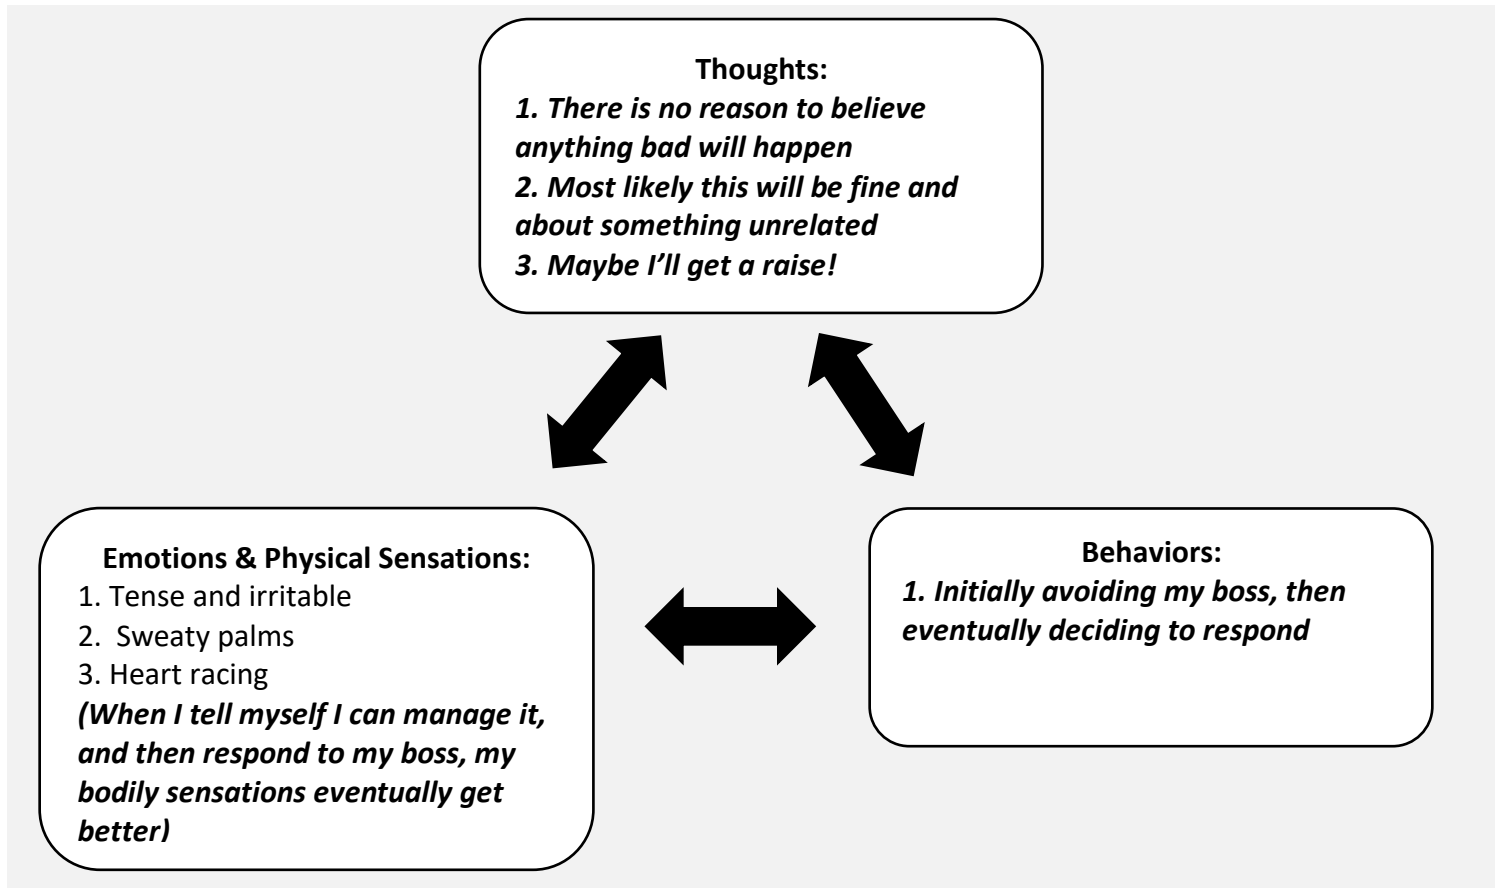 Thoughts:
1. There is no reason to believe
anything bad will happen
2. Most likely this will be fine and
about something unrelated
3. Maybe I’ll get a raise!
Emotions & Physical Sensations:
1. Tense and irritable
2. Sweaty palms
3. Heart racing
(When I tell myself I can manage it,
and then respond to my boss, my
bodily sensations eventually get
better)
Behaviors:
1. Initially avoiding my boss, then
eventually deciding to respond